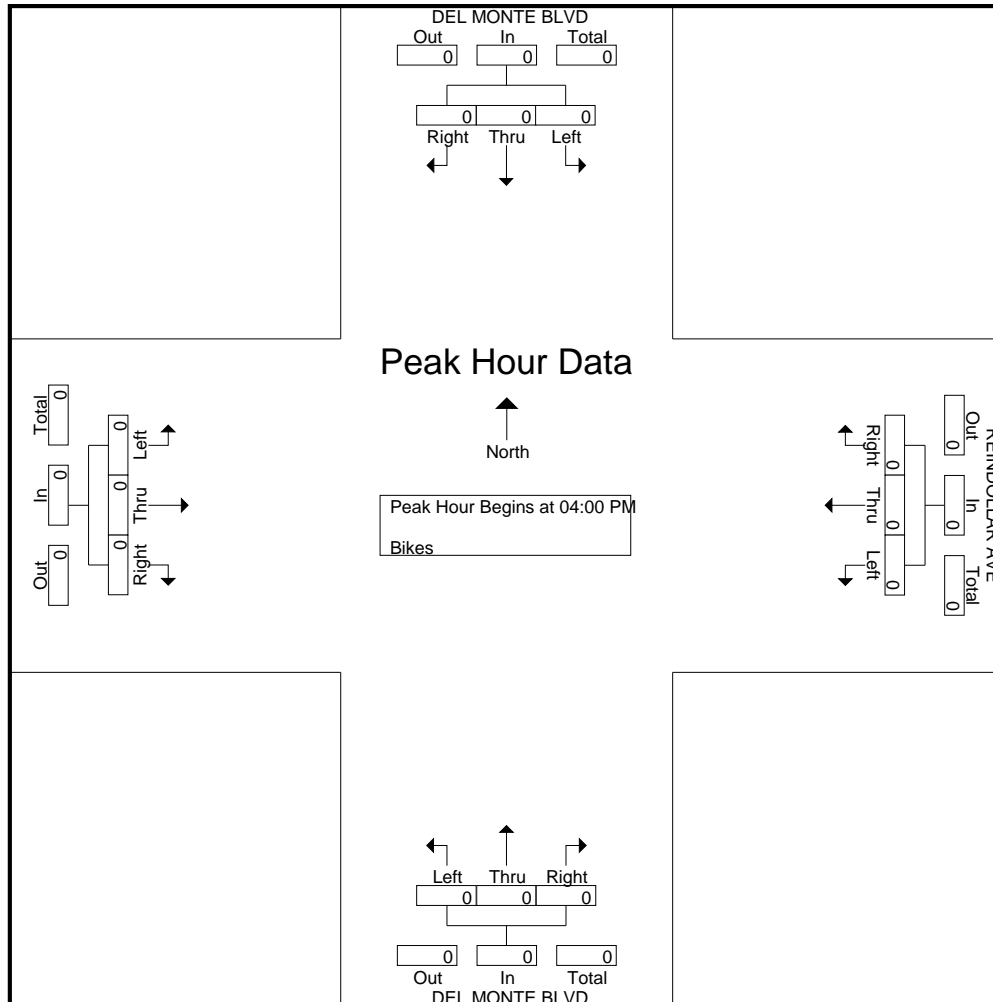 DEL MONTE BLVD
Out In Total
0 0 0
0 0 0
Right Thru Left
Peak Hour Data
North
Peak Hour Begins at 04:00 PM
Bikes
Total 0
In 0
Out 0
0 Left
0 Thru
0 Right
Right 0
Thru 0
Left 0
Out 0
In 0
Total 0
REINDOLLAR AVE
Left Thru Right
0 0 0
0 0 0
Out In Total
DEL MONTE BLVD